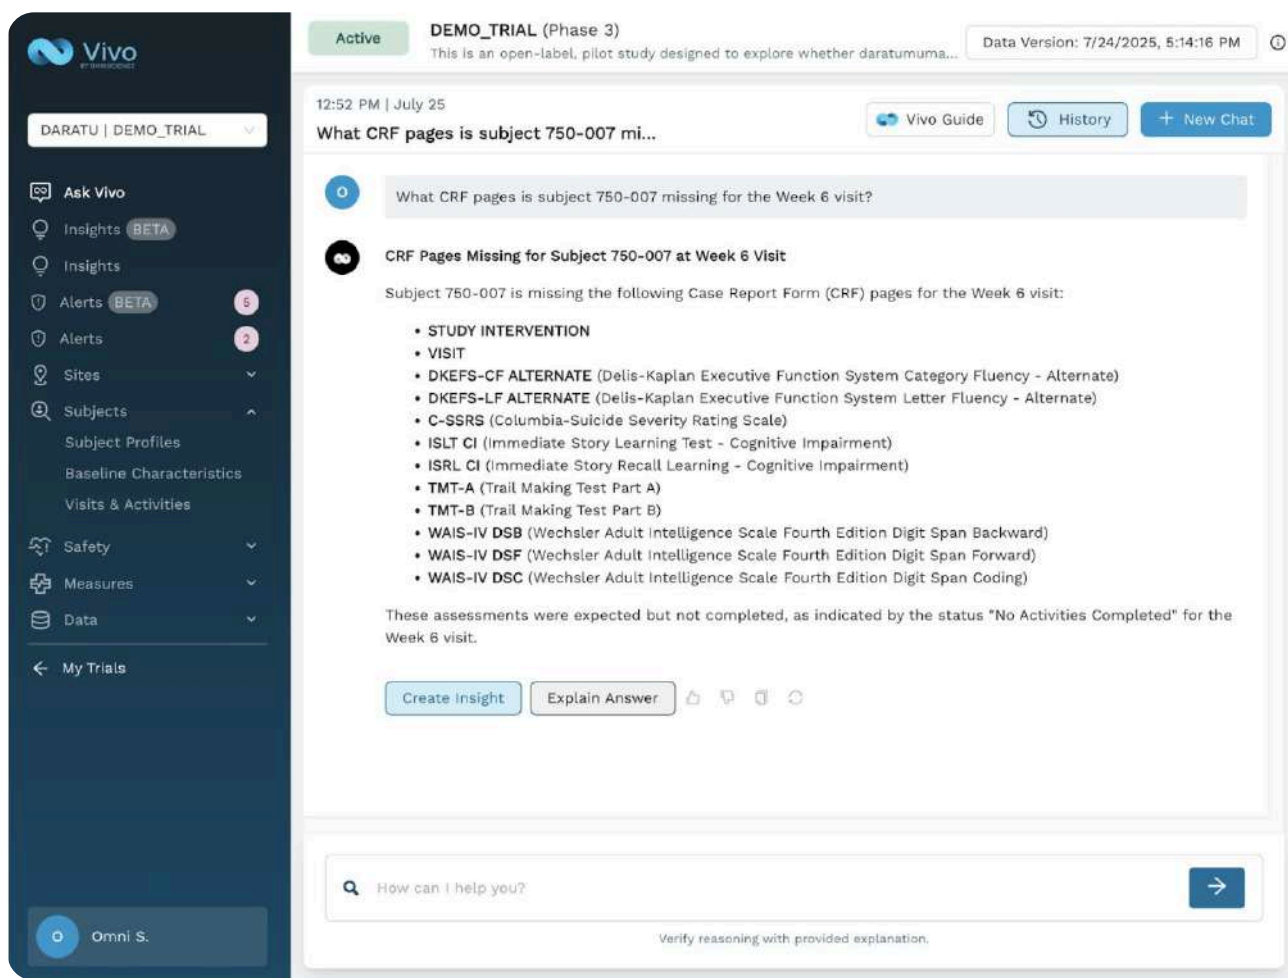 Vivo
DARATU | DEMO_TRIAL
Ask Vivo
Insights BETA
Insights
Alerts BETA 5
Alerts 2
Sites
Subjects
Subject Profiles
Baseline Characteristics
Visits & Activities
Safety
Measures
Data
My Trials
O Omni S.
Active
DEMO_TRIAL (Phase 3)
This is an open-label, pilot study designed to explore whether daratumuma...
Data Version: 7/24/2025, 5:14:16 PM
12:52 PM | July 25
What CRF pages is subject 750-007 mi...
Vivo Guide
History
+ New Chat
O What CRF pages is subject 750-007 missing for the Week 6 visit?
CRF Pages Missing for Subject 750-007 at Week 6 Visit
Subject 750-007 is missing the following Case Report Form (CRF) pages for the Week 6 visit:
• STUDY INTERVENTION
• VISIT
• DKEFS-CF ALTERNATE (Delis-Kaplan Executive Function System Category Fluency - Alternate)
• DKEFS-LF ALTERNATE (Delis-Kaplan Executive Function System Letter Fluency - Alternate)
• C-SSRS (Columbia-Suicide Severity Rating Scale)
• ISLT CI (Immediate Story Learning Test - Cognitive Impairment)
• ISRL CI (Immediate Story Recall Learning - Cognitive Impairment)
• TMT-A (Trail Making Test Part A)
• TMT-B (Trail Making Test Part B)
• WAIS-IV DSB (Wechsler Adult Intelligence Scale Fourth Edition Digit Span Backward)
• WAIS-IV DSF (Wechsler Adult Intelligence Scale Fourth Edition Digit Span Forward)
• WAIS-IV DSC (Wechsler Adult Intelligence Scale Fourth Edition Digit Span Coding)
These assessments were expected but not completed, as indicated by the status "No Activities Completed" for the
Week 6 visit.
Create Insight
Explain Answer
How can I help you?
Verify reasoning with provided explanation.